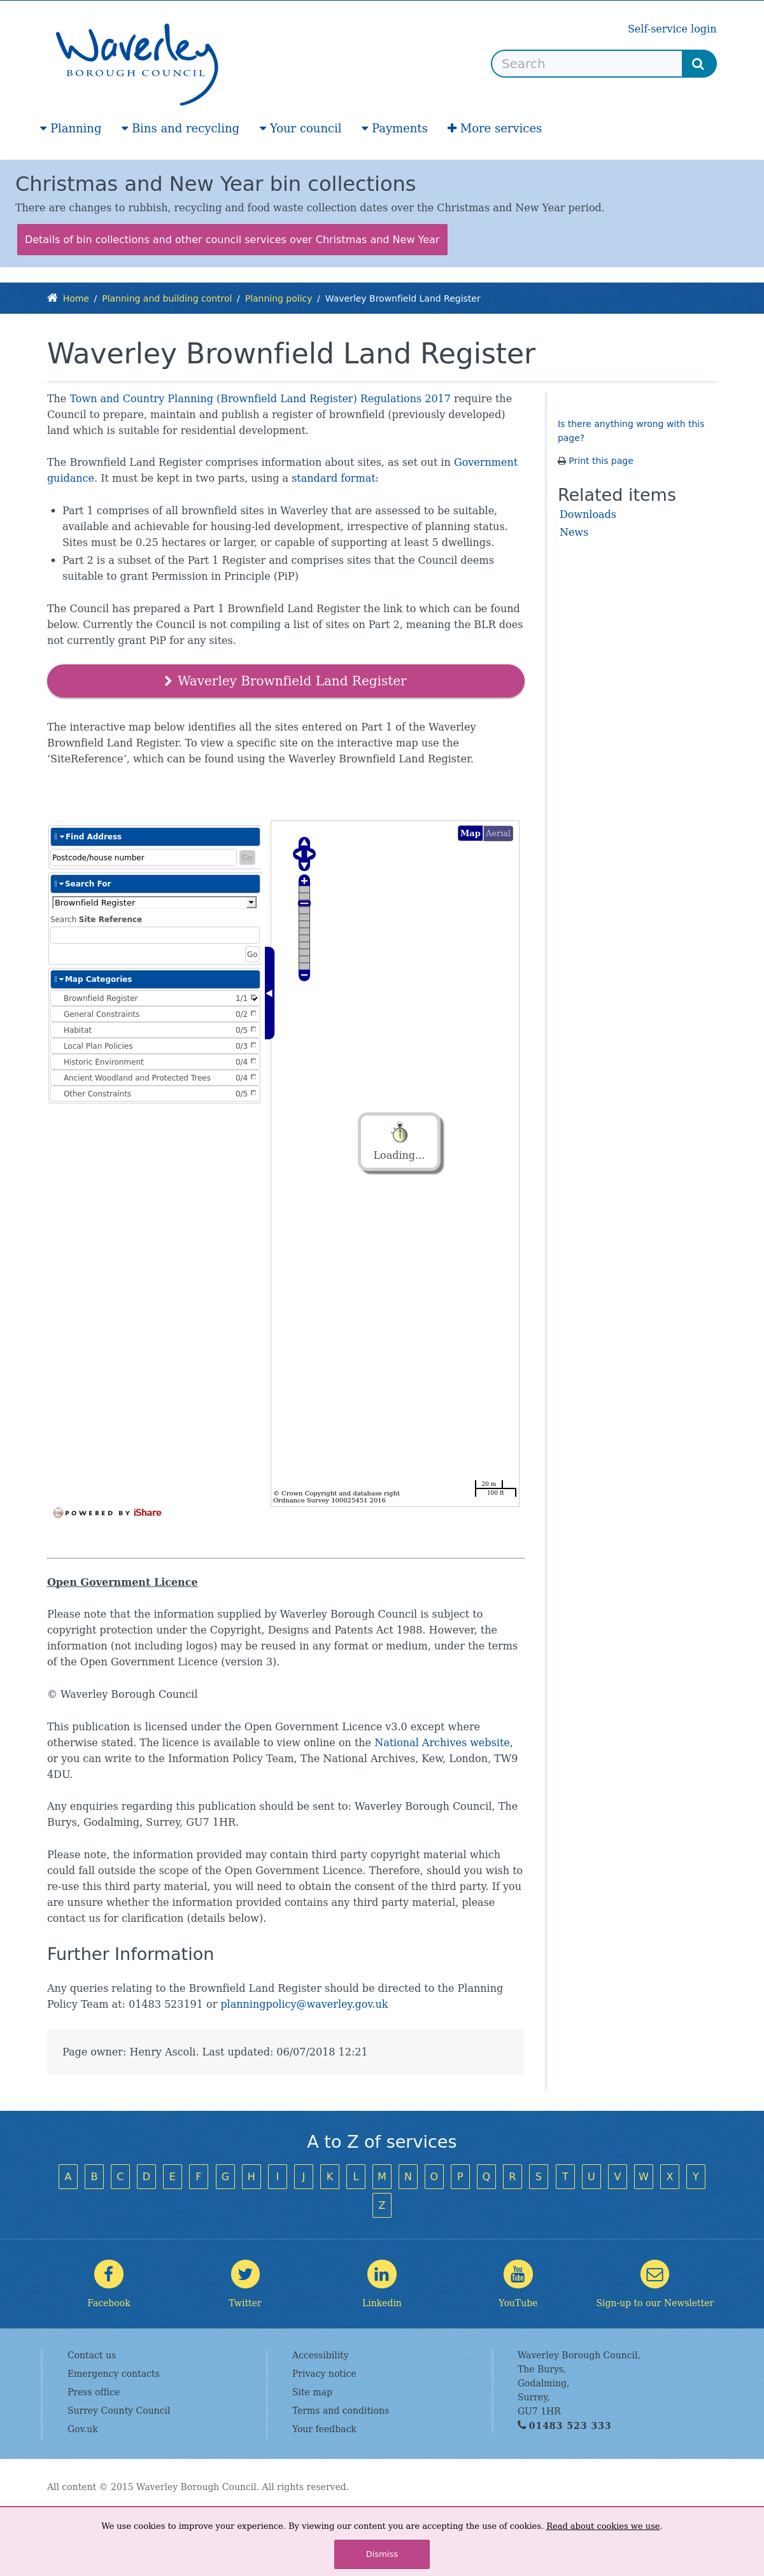 Waverley
BOROUGH COUNCIL
Self-service login
Search
Planning
Bins and recycling
Your council
Payments
More services
Christmas and New Year bin collections
There are changes to rubbish, recycling and food waste collection dates over the Christmas and New Year period.
Details of bin collections and other council services over Christmas and New Year
Home / Planning and building control / Planning policy / Waverley Brownfield Land Register
Waverley Brownfield Land Register
The Town and Country Planning (Brownfield Land Register) Regulations 2017 require the
Council to prepare, maintain and publish a register of brownfield (previously developed)
land which is suitable for residential development.
The Brownfield Land Register comprises information about sites, as set out in Government
guidance. It must be kept in two parts, using a standard format:
• Part 1 comprises of all brownfield sites in Waverley that are assessed to be suitable,
available and achievable for housing-led development, irrespective of planning status.
Sites must be 0.25 hectares or larger, or capable of supporting at least 5 dwellings.
• Part 2 is a subset of the Part 1 Register and comprises sites that the Council deems
suitable to grant Permission in Principle (PiP)
The Council has prepared a Part 1 Brownfield Land Register the link to which can be found
below. Currently the Council is not compiling a list of sites on Part 2, meaning the BLR does
not currently grant PiP for any sites.
Waverley Brownfield Land Register
The interactive map below identifies all the sites entered on Part 1 of the Waverley
Brownfield Land Register. To view a specific site on the interactive map use the
‘SiteReference’, which can be found using the Waverley Brownfield Land Register.
Is there anything wrong with this
page?
Print this page
Related items
Downloads
News
Find Address
Postcode/house number
Go
Search For
Brownfield Register
Search Site Reference
Go
Map Categories
Brownfield Register 1/1
General Constraints 0/2
Habitat 0/5
Local Plan Policies 0/3
Historic Environment 0/4
Ancient Woodland and Protected Trees 0/4
Other Constraints 0/5
Map Aerial
Loading...
20 m
100 ft
© Crown Copyright and database right
Ordnance Survey 100025451 2016
POWERED BY iShare
Open Government Licence
Please note that the information supplied by Waverley Borough Council is subject to
copyright protection under the Copyright, Designs and Patents Act 1988. However, the
information (not including logos) may be reused in any format or medium, under the terms
of the Open Government Licence (version 3).
© Waverley Borough Council
This publication is licensed under the Open Government Licence v3.0 except where
otherwise stated. The licence is available to view online on the National Archives website,
or you can write to the Information Policy Team, The National Archives, Kew, London, TW9
4DU.
Any enquiries regarding this publication should be sent to: Waverley Borough Council, The
Burys, Godalming, Surrey, GU7 1HR.
Please note, the information provided may contain third party copyright material which
could fall outside the scope of the Open Government Licence. Therefore, should you wish to
re-use this third party material, you will need to obtain the consent of the third party. If you
are unsure whether the information provided contains any third party material, please
contact us for clarification (details below).
Further Information
Any queries relating to the Brownfield Land Register should be directed to the Planning
Policy Team at: 01483 523191 or planningpolicy@waverley.gov.uk
Page owner: Henry Ascoli. Last updated: 06/07/2018 12:21
A to Z of services
A B C D E F G H I J K L M N O P Q R S T U V W X Y
Z
Facebook
Twitter
Linkedin
YouTube
Sign-up to our Newsletter
Contact us
Emergency contacts
Press office
Surrey County Council
Gov.uk
Accessibility
Privacy notice
Site map
Terms and conditions
Your feedback
Waverley Borough Council,
The Burys,
Godalming,
Surrey,
GU7 1HR
01483 523 333
All content © 2015 Waverley Borough Council. All rights reserved.
We use cookies to improve your experience. By viewing our content you are accepting the use of cookies. Read about cookies we use.
Dismiss